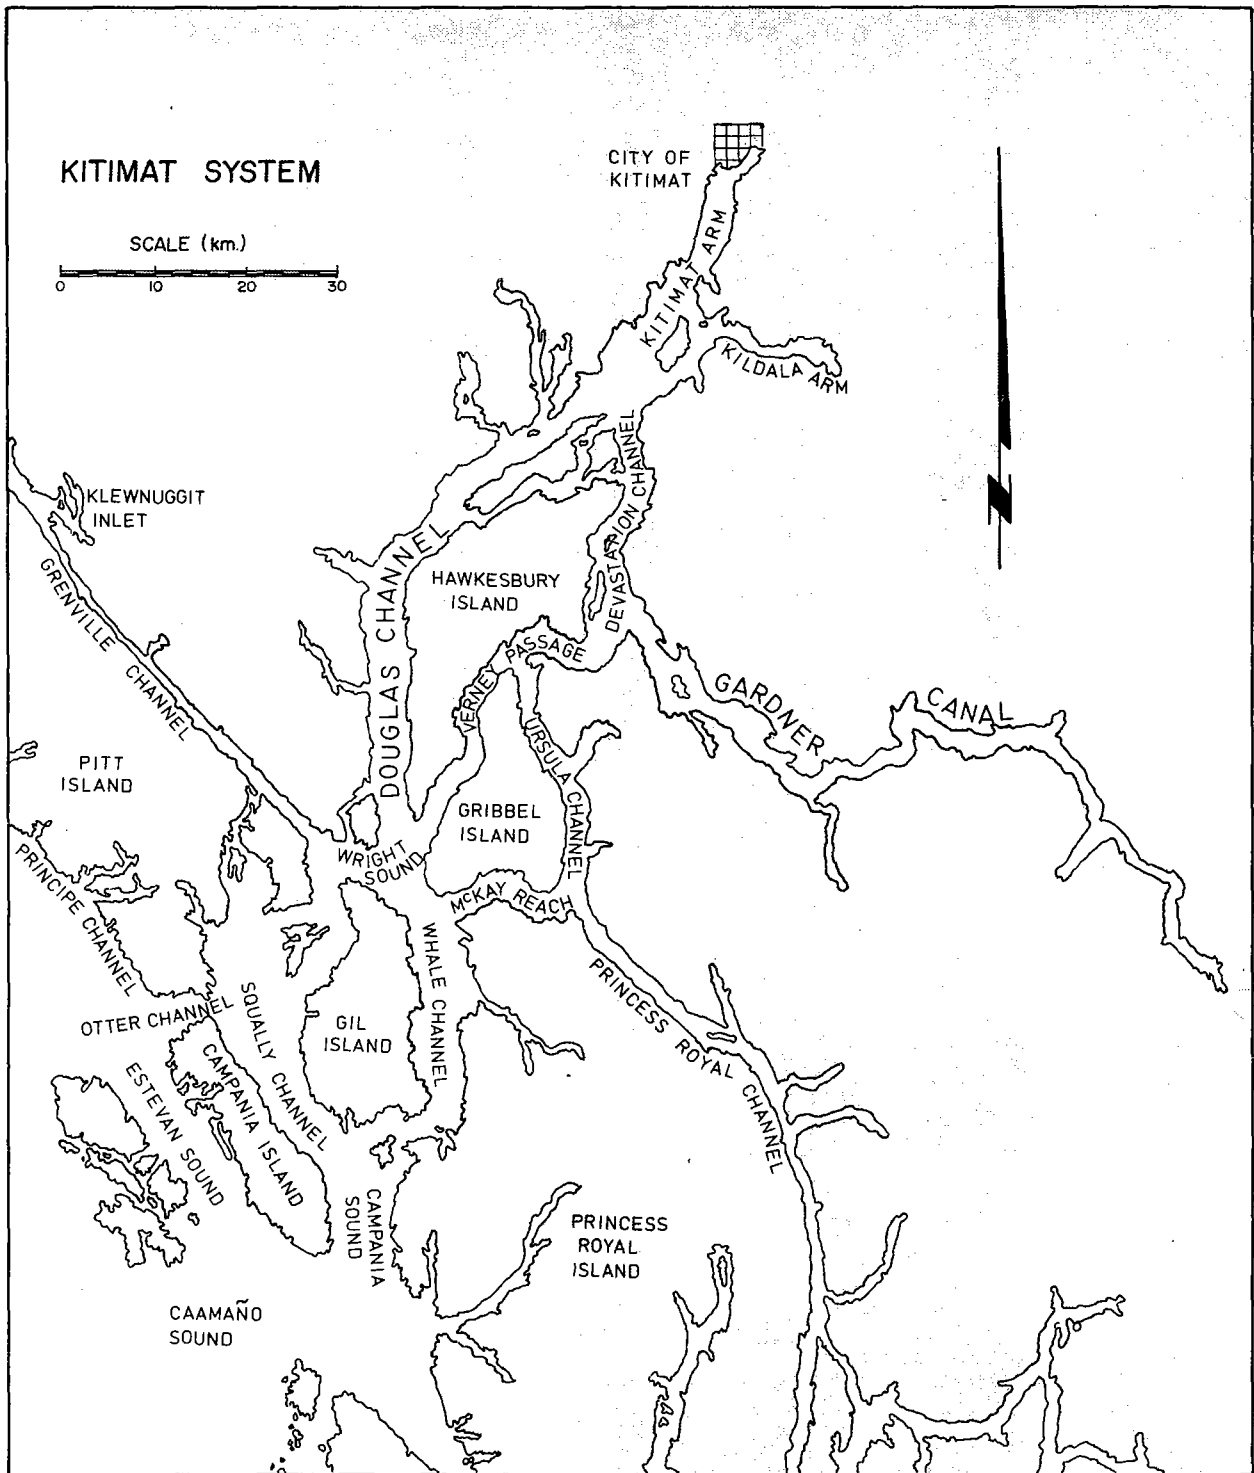 KITIMAT SYSTEM
SCALE (km.)
0 10 20 30
CITY OF
KITIMAT
KITIMAT ARM
KILDALA ARM
KLEWNUGGIT
INLET
GRENVILLE CHANNEL
DOUGLAS CHANNEL
HAWKESBURY
ISLAND
DEVASTATION CHANNEL
VERNEY PASSAGE
URSULA CHANNEL
GARDNER CANAL
PITT
ISLAND
GRIBBEL
ISLAND
PRINCIPE CHANNEL
WRIGHT
SOUND
McKAY REACH
WHALE CHANNEL
PRINCESS ROYAL CHANNEL
OTTER CHANNEL
SQUALLY CHANNEL
GIL
ISLAND
CAMPANIA ISLAND
ESTEVAN SOUND
CAMPANIA
SOUND
PRINCESS
ROYAL
ISLAND
CAAMAÑO
SOUND
N